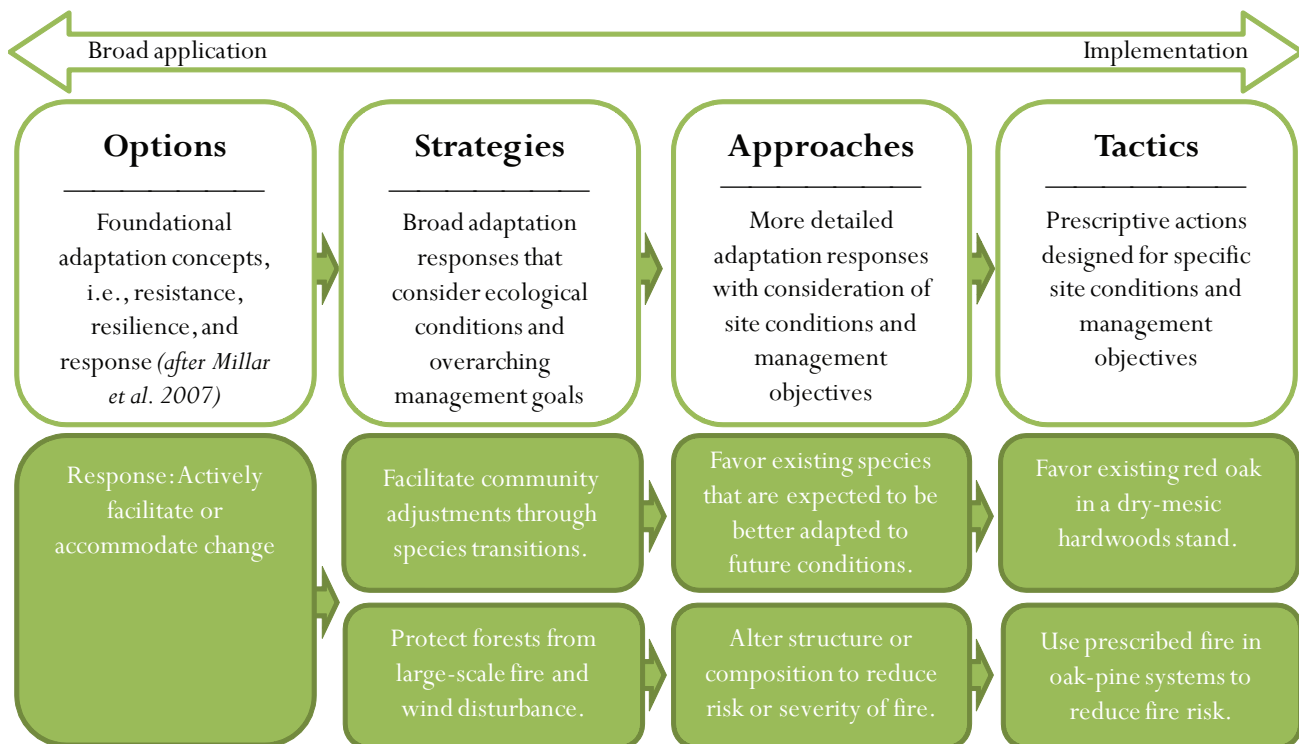 Broad application
Implementation
Options
Foundational
adaptation concepts,
i.e., resistance,
resilience, and
response (after Millar
et al. 2007)
Strategies
Broad adaptation
responses that
consider ecological
conditions and
overarching
management goals
Approaches
More detailed
adaptation responses
with consideration of
site conditions and
management
objectives
Tactics
Prescriptive actions
designed for specific
site conditions and
management
objectives
Response: Actively
facilitate or
accommodate change
Facilitate community
adjustments through
species transitions.
Favor existing species
that are expected to be
better adapted to
future conditions.
Favor existing red oak
in a dry-mesic
hardwoods stand.
Protect forests from
large-scale fire and
wind disturbance.
Alter structure or
composition to reduce
risk or severity of fire.
Use prescribed fire in
oak-pine systems to
reduce fire risk.